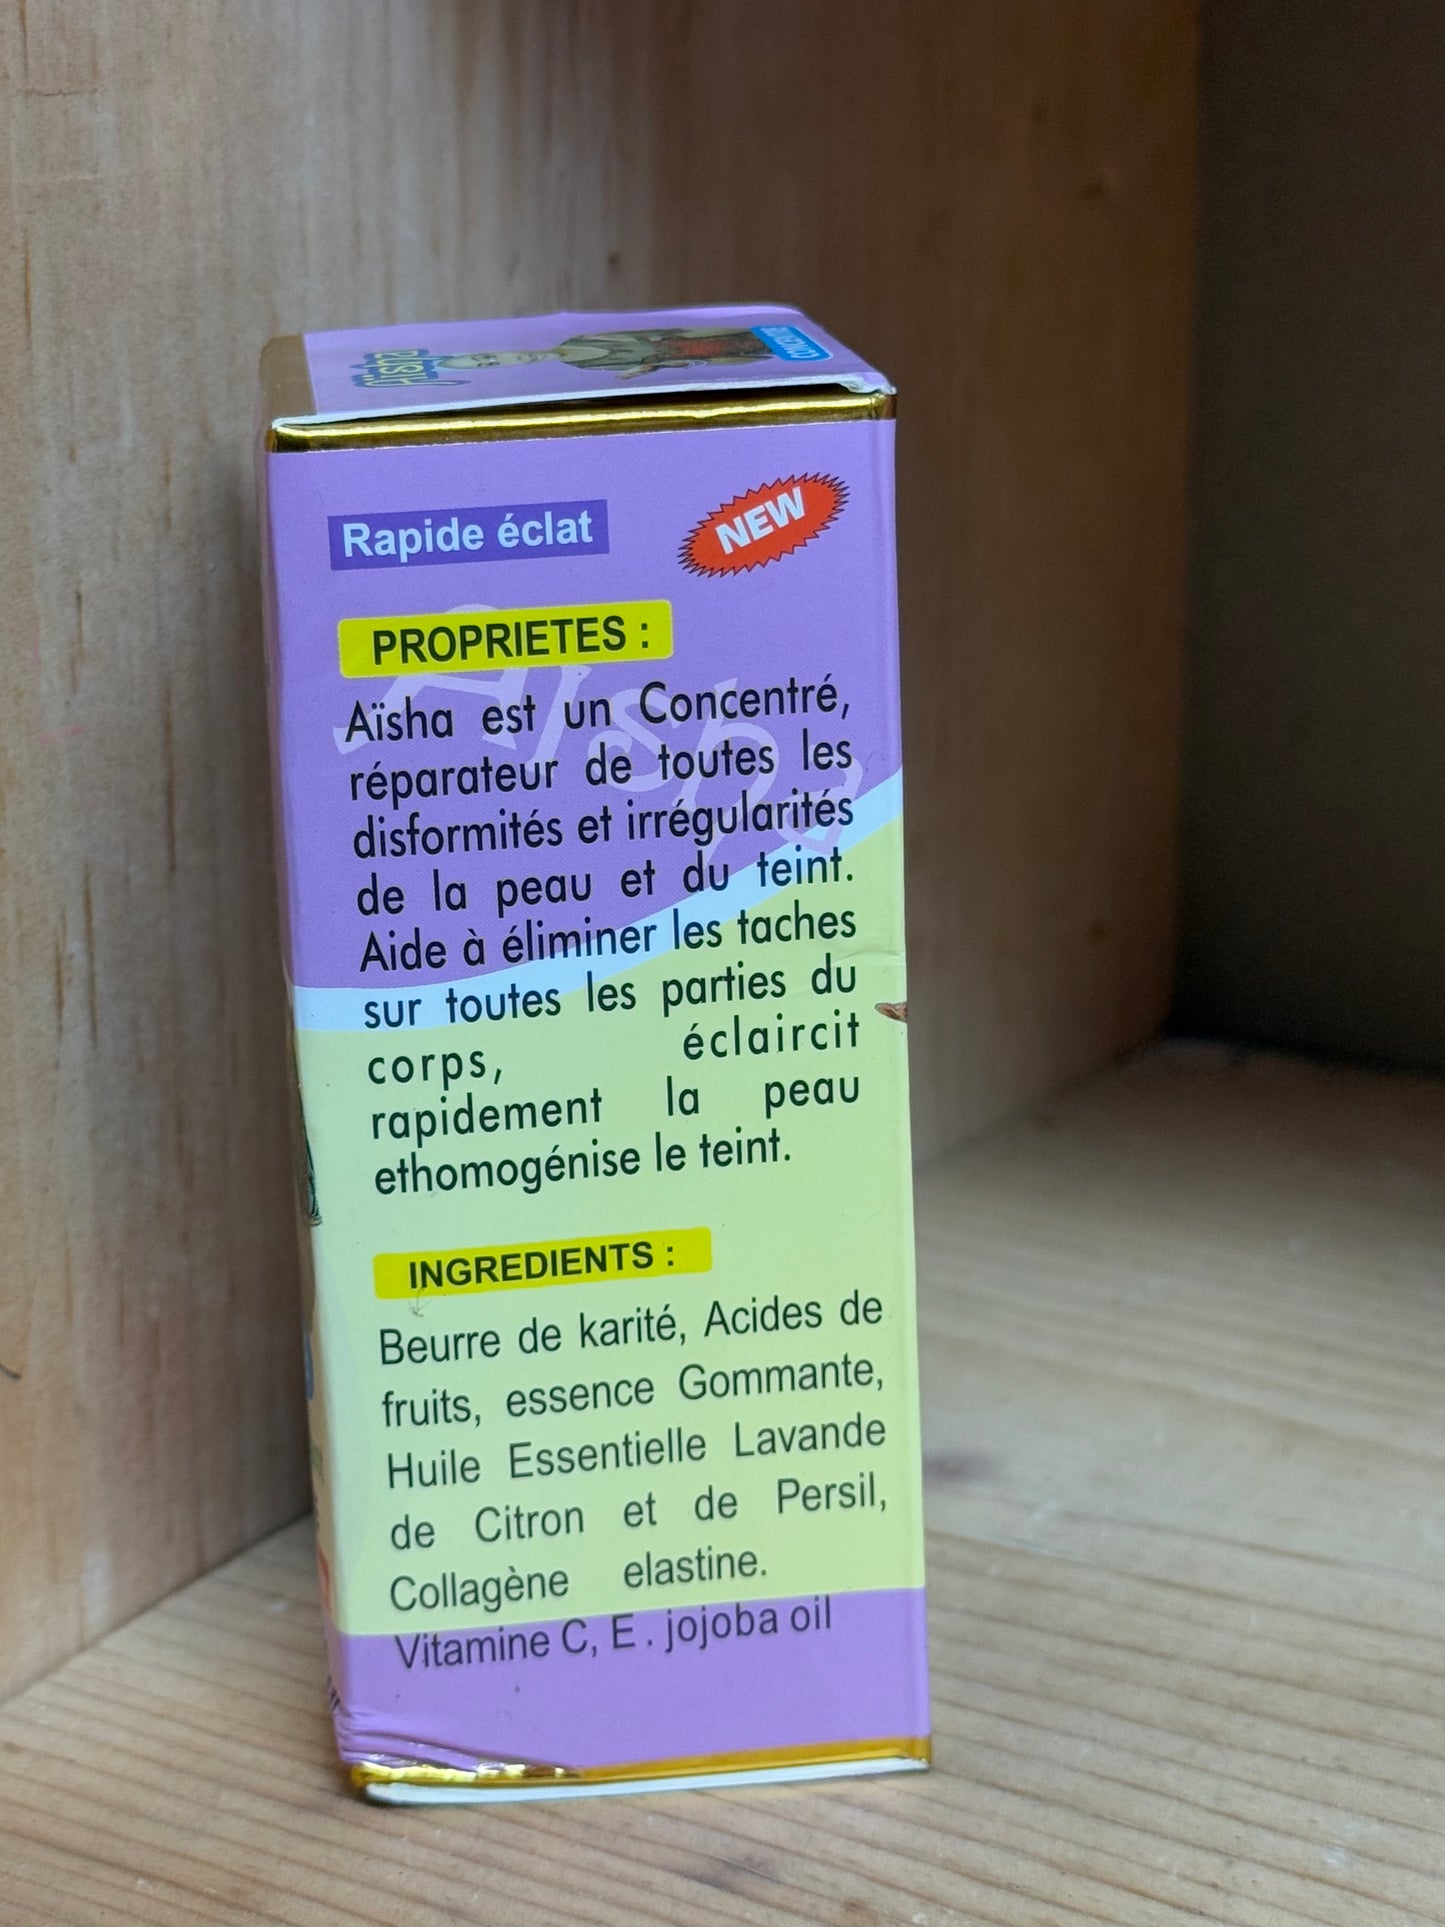 Aïsha
CONCENTRE
Rapide éclat
NEW
PROPRIETES :
Aïsha
Aïsha est un Concentré,
réparateur de toutes les
disformités et irrégularités
de la peau et du teint.
Aide à éliminer les taches
sur toutes les parties du
corps, éclaircit
rapidement la peau
ethomogénise le teint.
INGREDIENTS :
Beurre de karité, Acides de
fruits, essence Gommante,
Huile Essentielle Lavande
de Citron et de Persil,
Collagène elastine.
Vitamine C, E . jojoba oil